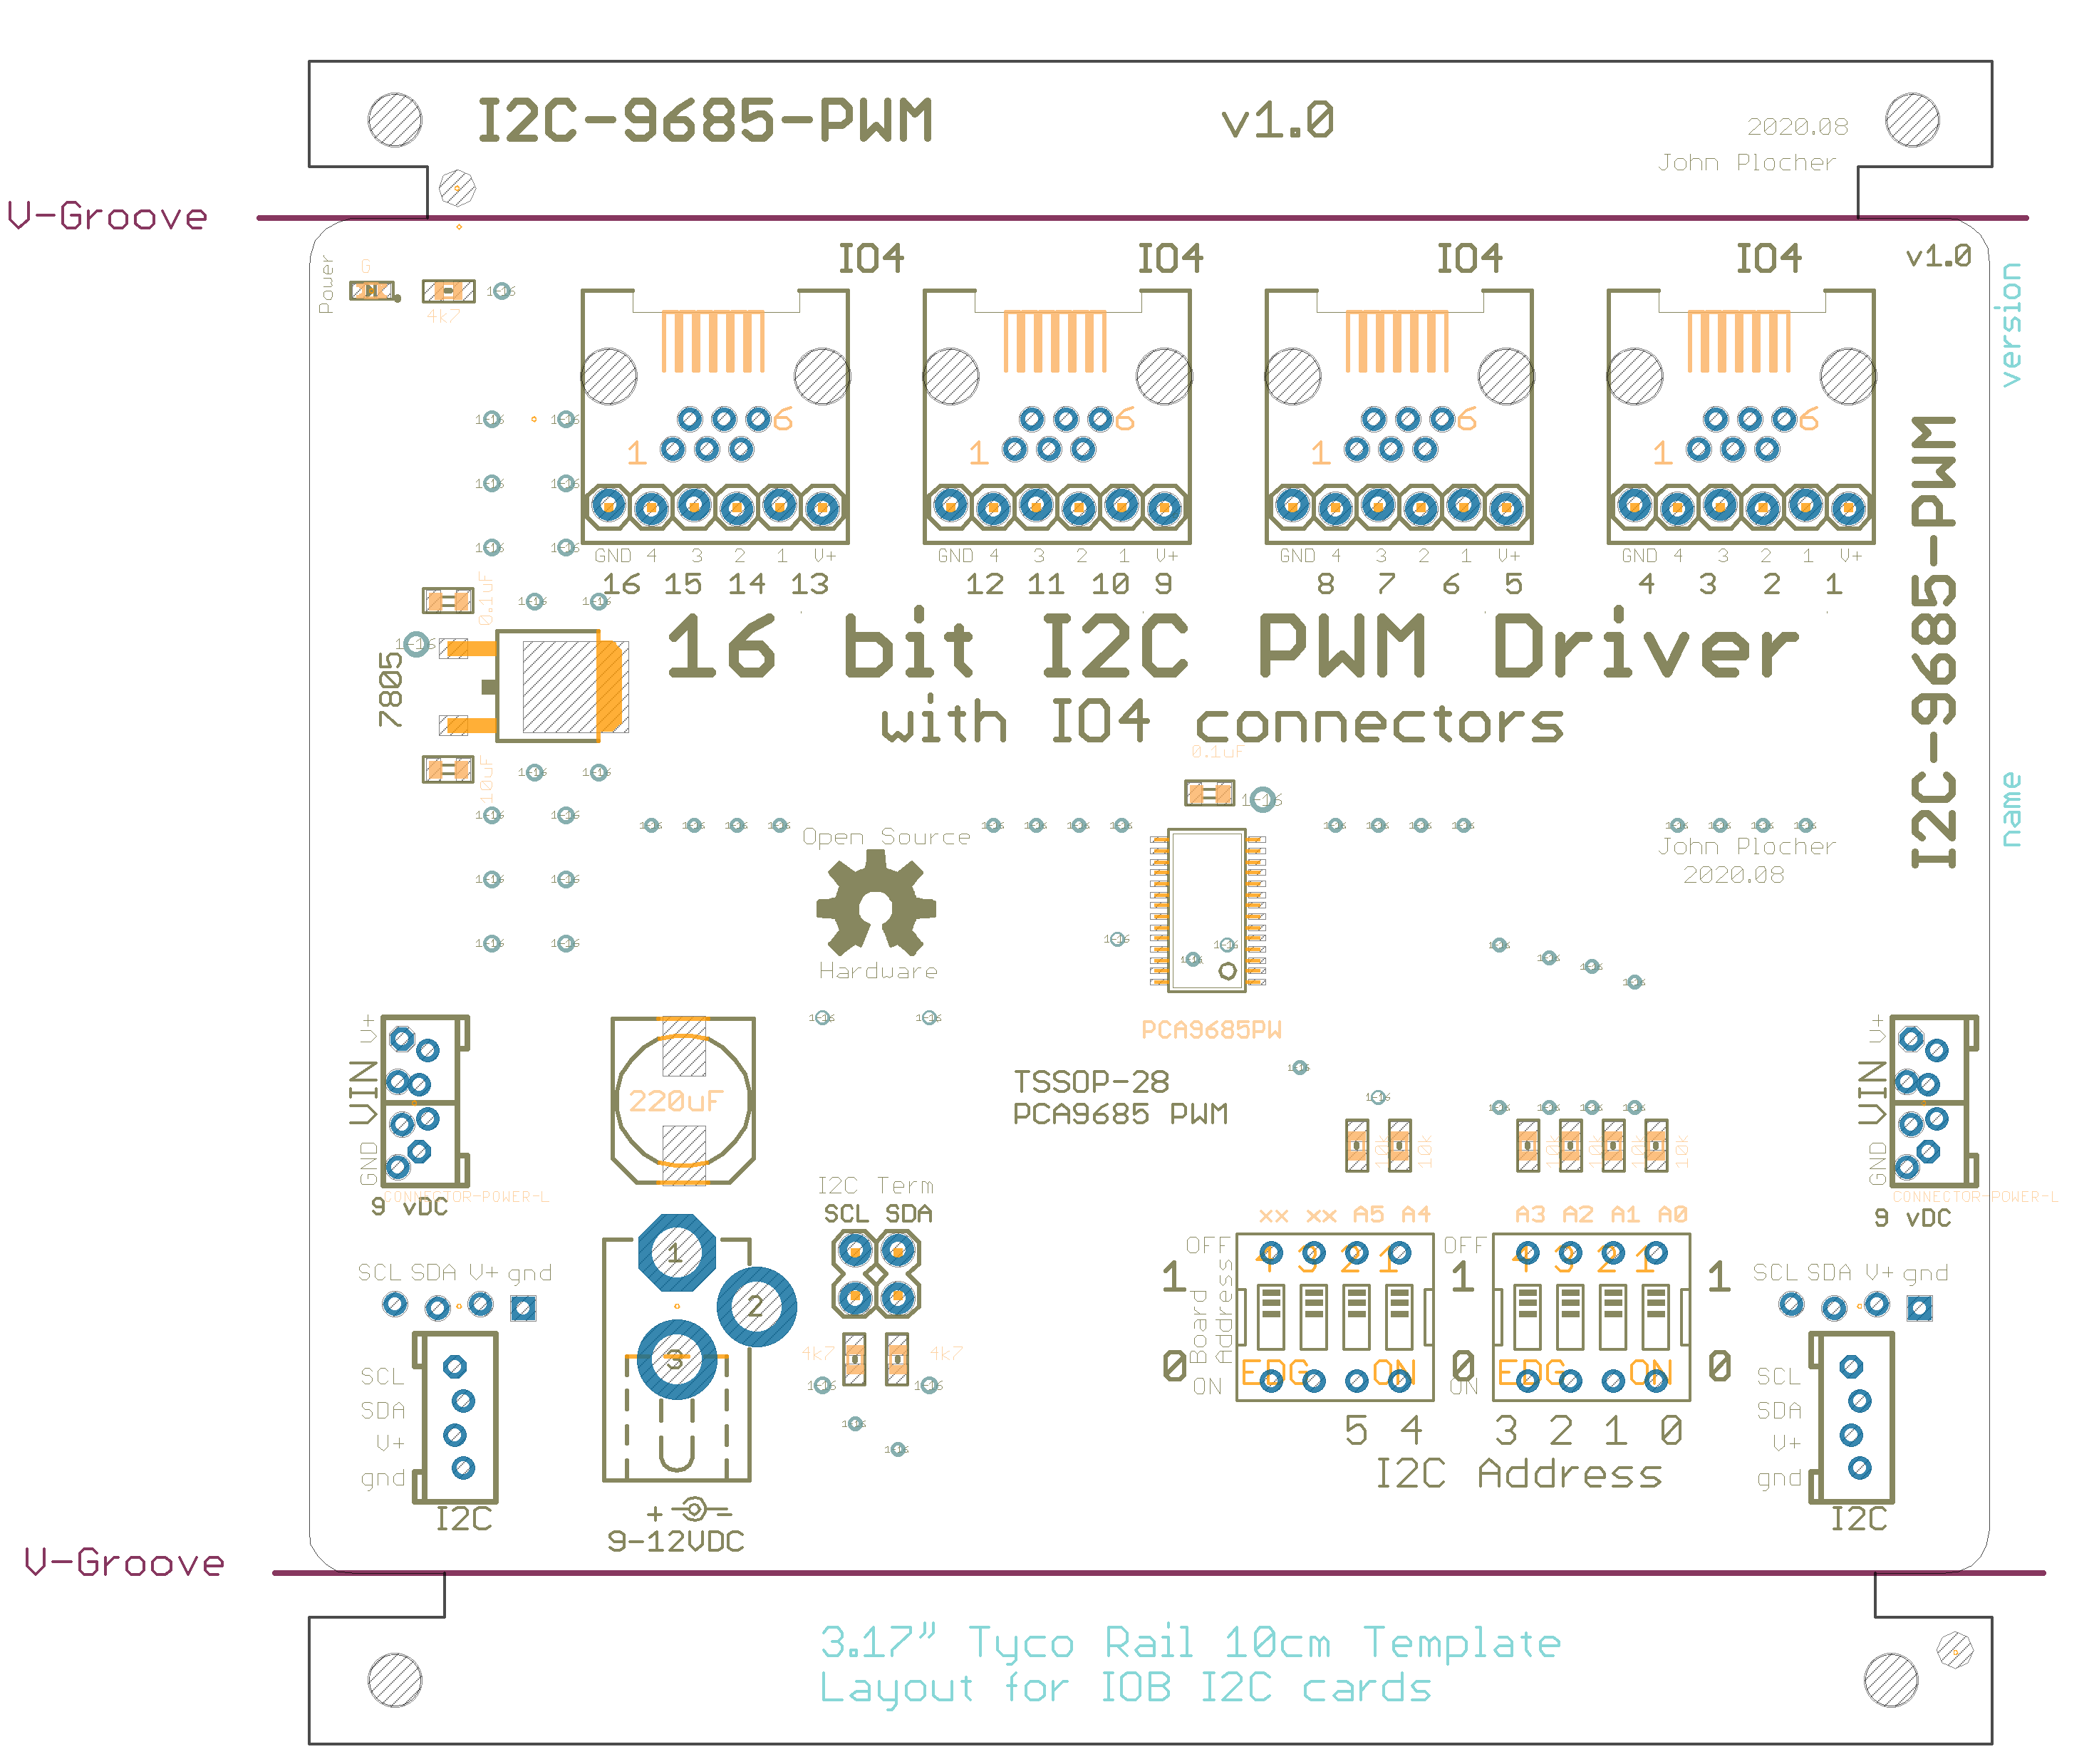 I2C-9685-PWM v1.0
2020.08
John Plocher
V-Groove
IO4 IO4 IO4 IO4 v1.0
Power
G
4k7
version
1-16
6 6 6 6
1 1 1 1
GND 4 3 2 1 V+ GND 4 3 2 1 V+ GND 4 3 2 1 V+ GND 4 3 2 1 V+
16 15 14 13 12 11 10 9 8 7 6 5 4 3 2 1
0.1uF
16 bit I2C PWM Driver
with IO4 connectors
7805
10uF
0.1uF
I2C-9685-PWM
name
Open Source
Hardware
John Plocher
2020.08
PCA9685PW
TSSOP-28
PCA9685 PWM
V+
VIN
GND
CONNECTOR-POWER-L
9 vDC
220uF
V+
VIN
GND
CONNECTOR-POWER-L
9 vDC
10k 10k 10k 10k 10k 10k
I2C Term
SCL SDA
4k7 4k7
xx xx A5 A4 A3 A2 A1 A0
OFF OFF
4 3 2 1 4 3 2 1
1 1 1
Board
Address
0 0 0
EDG ON EDG ON
ON ON
5 4 3 2 1 0
I2C Address
SCL SDA V+ gnd
SCL
SDA
V+
gnd
I2C
1
2
3
+ -
9-12VDC
SCL SDA V+ gnd
SCL
SDA
V+
gnd
I2C
V-Groove
3.17” Tyco Rail 10cm Template
Layout for IOB I2C cards